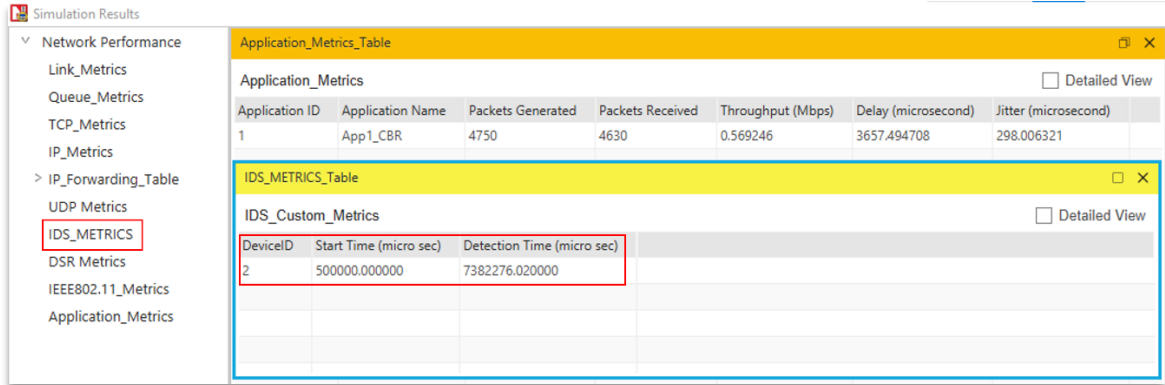 Simulation Results
Network Performance
Link_Metrics
Queue_Metrics
TCP_Metrics
IP_Metrics
IP_Forwarding_Table
UDP Metrics
IDS_METRICS
DSR Metrics
IEEE802.11_Metrics
Application_Metrics
Application_Metrics_Table
Application_Metrics Detailed View
Application ID Application Name Packets Generated Packets Received Throughput (Mbps) Delay (microsecond) Jitter (microsecond)
1 App1_CBR 4750 4630 0.569246 3657.494708 298.006321
IDS_METRICS_Table
IDS_Custom_Metrics Detailed View
DeviceID Start Time (micro sec) Detection Time (micro sec)
2 500000.000000 7382276.020000